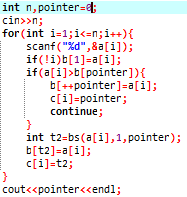 int n,pointer=0;
cin>>n;
for(int i=1;i<=n;i++){
scanf("%d",&a[i]);
if(!i)b[1]=a[i];
if(a[i]>b[pointer]){
b[++pointer]=a[i];
c[i]=pointer;
continue;
}
int t2=bs(a[i],1,pointer);
b[t2]=a[i];
c[i]=t2;
}
cout<<pointer<<endl;